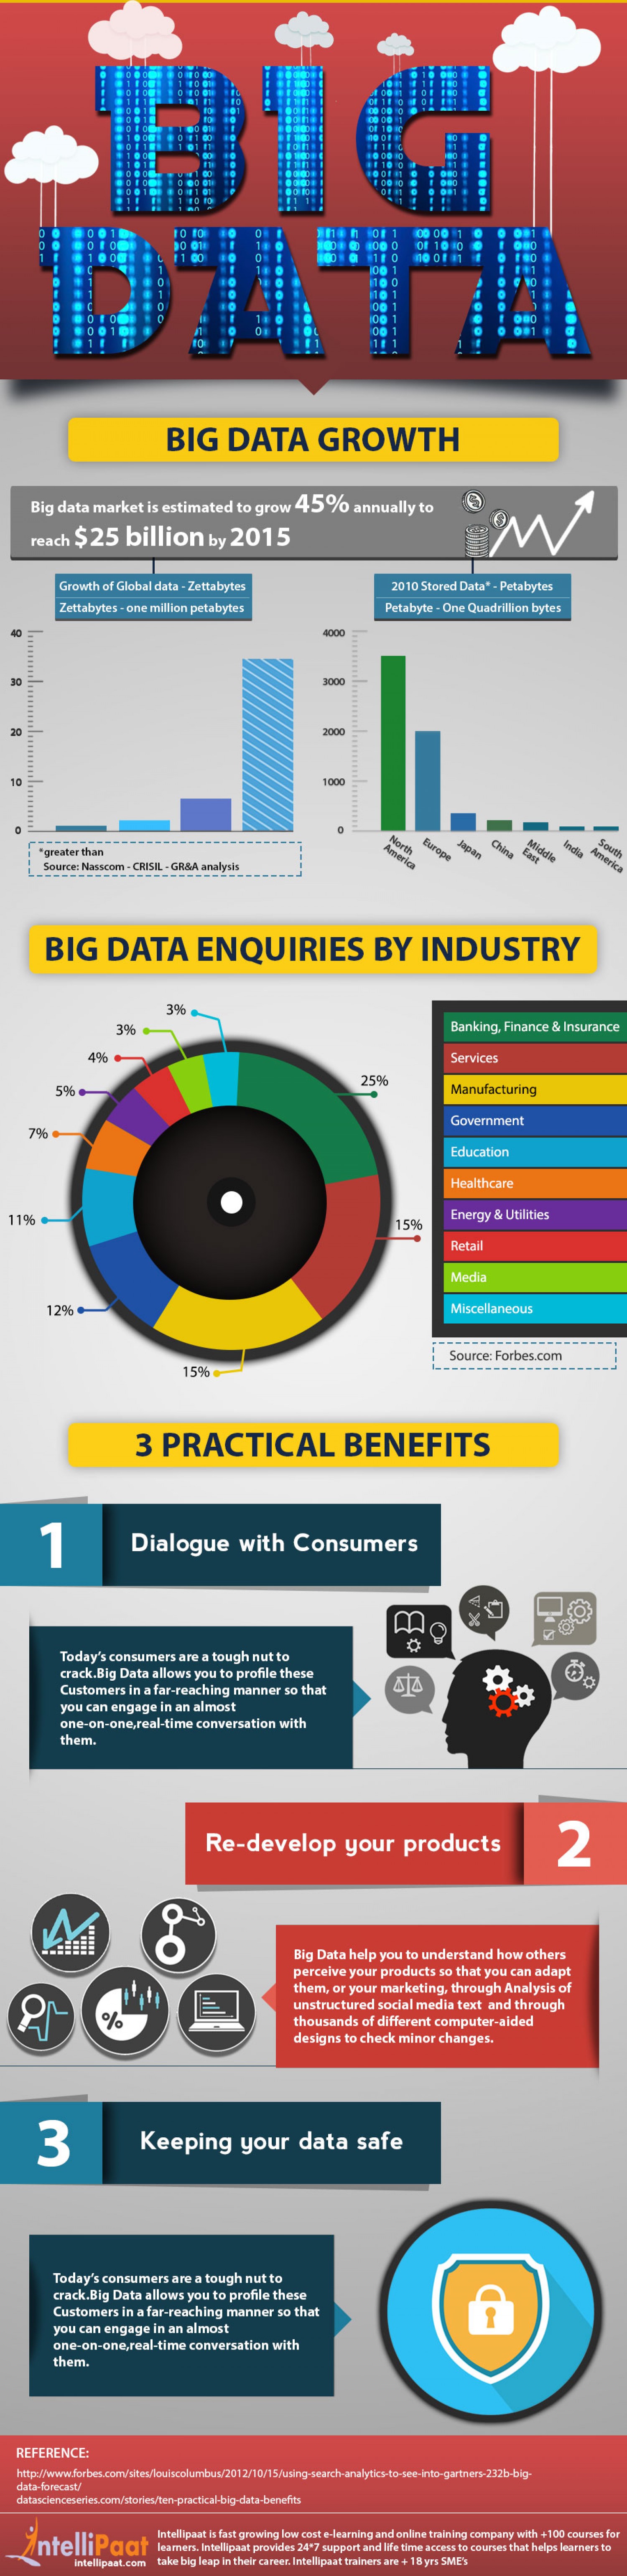 BIG
DATA
BIG DATA GROWTH
Big data market is estimated to grow 45% annually to
reach $25 billion by 2015
Growth of Global data - Zettabytes
Zettabytes - one million petabytes
2010 Stored Data* - Petabytes
Petabyte - One Quadrillion bytes
40
30
20
10
0
4000
3000
2000
1000
0
North
America
Europe
Japan
China
Middle
East
India
South
America
*greater than
Source: Nasscom - CRISIL - GR&A analysis
BIG DATA ENQUIRIES BY INDUSTRY
3%
3%
4%
5%
7%
11%
12%
15%
15%
25%
Banking, Finance & Insurance
Services
Manufacturing
Government
Education
Healthcare
Energy & Utilities
Retail
Media
Miscellaneous
Source: Forbes.com
3 PRACTICAL BENEFITS
1
Dialogue with Consumers
Today's consumers are a tough nut to
crack.Big Data allows you to profile these
Customers in a far-reaching manner so that
you can engage in an almost
one-on-one,real-time conversation with
them.
Re-develop your products
2
Big Data help you to understand how others
perceive your products so that you can adapt
them, or your marketing, through Analysis of
unstructured social media text and through
thousands of different computer-aided
designs to check minor changes.
%
3
Keeping your data safe
Today's consumers are a tough nut to
crack.Big Data allows you to profile these
Customers in a far-reaching manner so that
you can engage in an almost
one-on-one,real-time conversation with
them.
REFERENCE:
http://www.forbes.com/sites/louiscolumbus/2012/10/15/using-search-analytics-to-see-into-gartners-232b-big-
data-forecast/
datascienceseries.com/stories/ten-practical-big-data-benefits
IntelliPaat
intellipaat.com
Intellipaat is fast growing low cost e-learning and online training company with +100 courses for
learners. Intellipaat provides 24*7 support and life time access to courses that helps learners to
take big leap in their career. Intellipaat trainers are + 18 yrs SME's